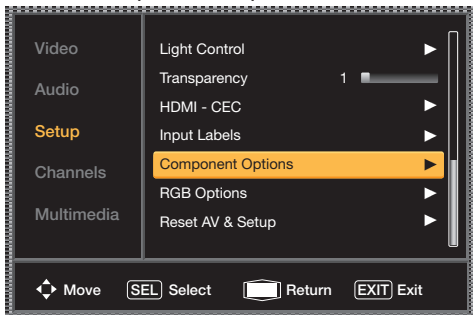 Video
Audio
Setup
Channels
Multimedia
Light Control
Transparency 1
HDMI - CEC
Input Labels
Component Options
RGB Options
Reset AV & Setup
Move SEL Select Return EXIT Exit